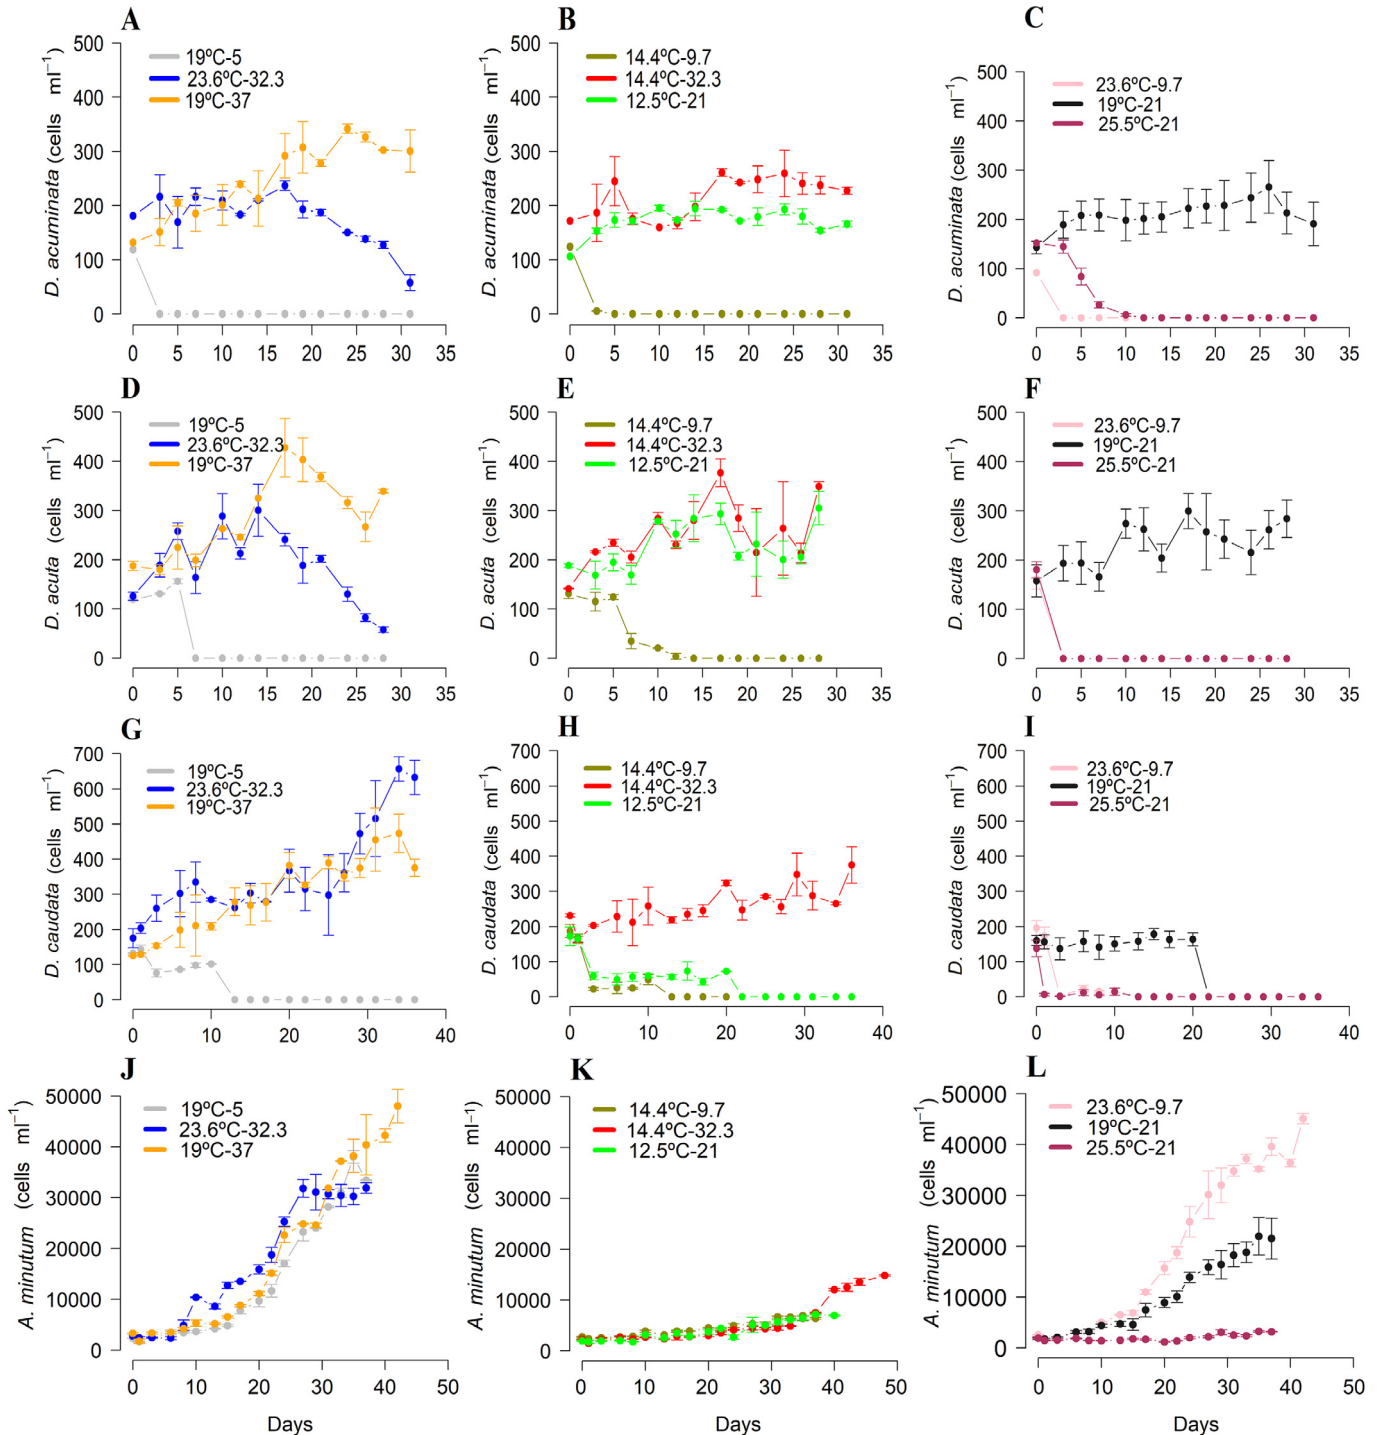 A
D. acuminata (cells ml⁻¹)
500
400
300
200
100
0
19ºC-5
23.6ºC-32.3
19ºC-37
0 5 10 15 20 25 30 35
B
500
400
300
200
100
0
14.4ºC-9.7
14.4ºC-32.3
12.5ºC-21
0 5 10 15 20 25 30 35
C
D. acuminata (cells ml⁻¹)
500
400
300
200
100
0
23.6ºC-9.7
19ºC-21
25.5ºC-21
0 5 10 15 20 25 30 35
D
D. acuta (cells ml⁻¹)
500
400
300
200
100
0
19ºC-5
23.6ºC-32.3
19ºC-37
0 5 10 15 20 25 30 35
E
500
400
300
200
100
0
14.4ºC-9.7
14.4ºC-32.3
12.5ºC-21
0 5 10 15 20 25 30 35
F
D. acuta (cells ml⁻¹)
500
400
300
200
100
0
23.6ºC-9.7
19ºC-21
25.5ºC-21
0 5 10 15 20 25 30 35
G
D. caudata (cells ml⁻¹)
700
600
500
400
300
200
100
0
19ºC-5
23.6ºC-32.3
19ºC-37
0 10 20 30 40
H
700
600
500
400
300
200
100
0
14.4ºC-9.7
14.4ºC-32.3
12.5ºC-21
0 10 20 30 40
I
D. caudata (cells ml⁻¹)
700
600
500
400
300
200
100
0
23.6ºC-9.7
19ºC-21
25.5ºC-21
0 10 20 30 40
J
A. minutum (cells ml⁻¹)
50000
40000
30000
20000
10000
0
19ºC-5
23.6ºC-32.3
19ºC-37
0 10 20 30 40 50
Days
K
50000
40000
30000
20000
10000
0
14.4ºC-9.7
14.4ºC-32.3
12.5ºC-21
0 10 20 30 40 50
Days
L
A. minutum (cells ml⁻¹)
50000
40000
30000
20000
10000
0
23.6ºC-9.7
19ºC-21
25.5ºC-21
0 10 20 30 40 50
Days